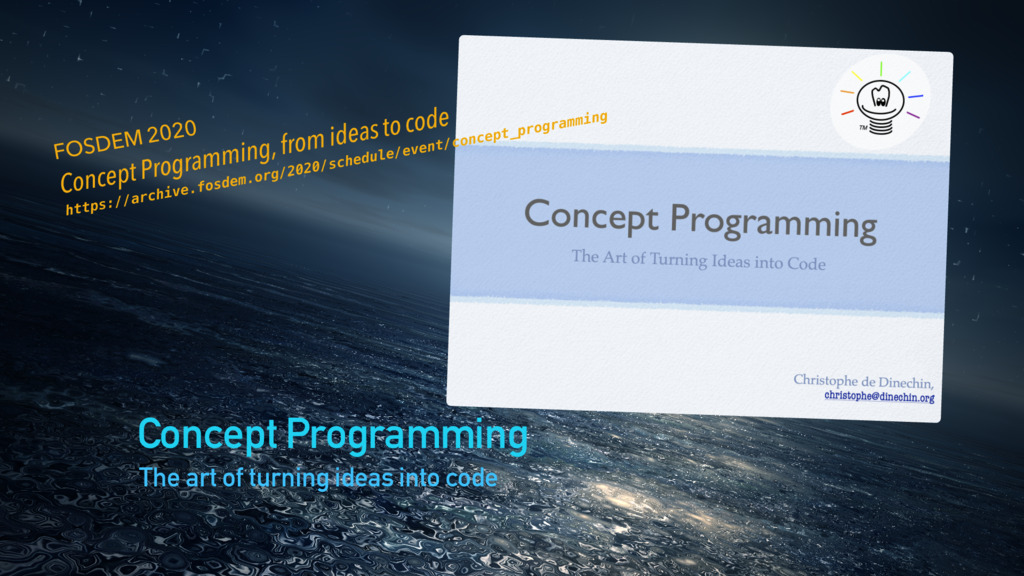 FOSDEM 2020
Concept Programming, from ideas to code
https://archive.fosdem.org/2020/schedule/event/concept_programming
TM
Concept Programming
The Art of Turning Ideas into Code
Christophe de Dinechin,
christophe@dinechin.org
Concept Programming
The art of turning ideas into code